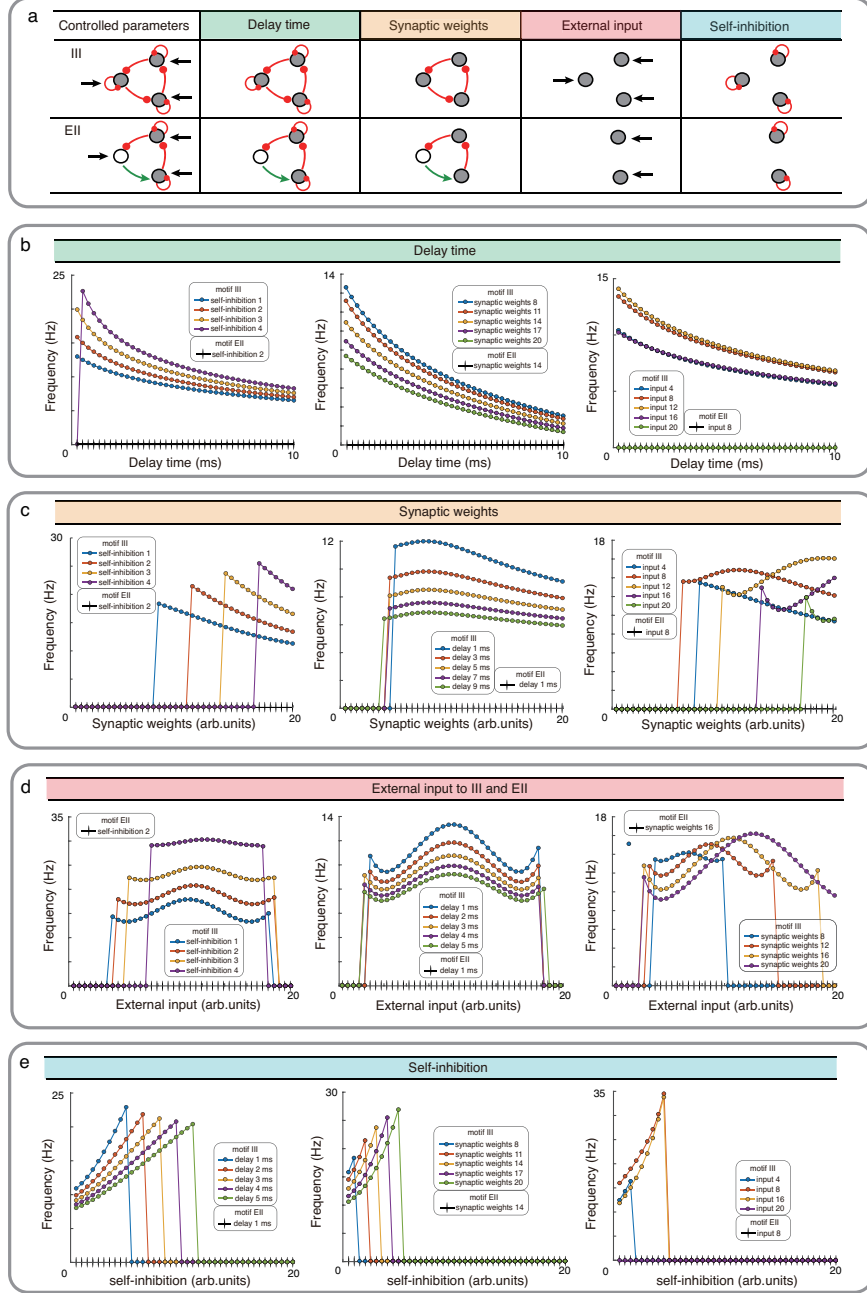 a
Controlled parameters
Delay time
Synaptic weights
External input
Self-inhibition
III
EII
b
Delay time
25
Frequency (Hz)
motif III
self-inhibition 1
self-inhibition 2
self-inhibition 3
self-inhibition 4
motif EII
self-inhibition 2
0
10
Delay time (ms)
14
Frequency (Hz)
motif III
synaptic weights 8
synaptic weights 11
synaptic weights 14
synaptic weights 17
synaptic weights 20
motif EII
synaptic weights 14
0
10
Delay time (ms)
15
Frequency (Hz)
motif III
input 4
input 8
input 12
input 16
input 20
motif EII
input 8
0
10
Delay time (ms)
c
Synaptic weights
30
Frequency (Hz)
motif III
self-inhibition 1
self-inhibition 2
self-inhibition 3
self-inhibition 4
motif EII
self-inhibition 2
0
20
Synaptic weights (arb.units)
12
Frequency (Hz)
motif III
delay 1 ms
delay 3 ms
delay 5 ms
delay 7 ms
delay 9 ms
motif EII
delay 1 ms
0
20
Synaptic weights (arb.units)
18
Frequency (Hz)
motif III
input 4
input 8
input 12
input 16
input 20
motif EII
input 8
0
20
Synaptic weights (arb.units)
d
External input to III and EII
35
Frequency (Hz)
motif EII
self-inhibition 2
motif III
self-inhibition 1
self-inhibition 2
self-inhibition 3
self-inhibition 4
0
20
External input (arb.units)
14
Frequency (Hz)
motif III
delay 1 ms
delay 2 ms
delay 3 ms
delay 4 ms
delay 5 ms
motif EII
delay 1 ms
0
20
External input (arb.units)
18
Frequency (Hz)
motif EII
synaptic weights 16
motif III
synaptic weights 8
synaptic weights 12
synaptic weights 16
synaptic weights 20
0
20
External input (arb.units)
e
Self-inhibition
25
Frequency (Hz)
motif III
delay 1 ms
delay 2 ms
delay 3 ms
delay 4 ms
delay 5 ms
motif EII
delay 1 ms
0
20
self-inhibition (arb.units)
30
Frequency (Hz)
motif III
synaptic weights 8
synaptic weights 11
synaptic weights 14
synaptic weights 17
synaptic weights 20
motif EII
synaptic weights 14
0
20
self-inhibition (arb.units)
35
Frequency (Hz)
motif III
input 4
input 8
input 16
input 20
motif EII
input 8
0
20
self-inhibition (arb.units)